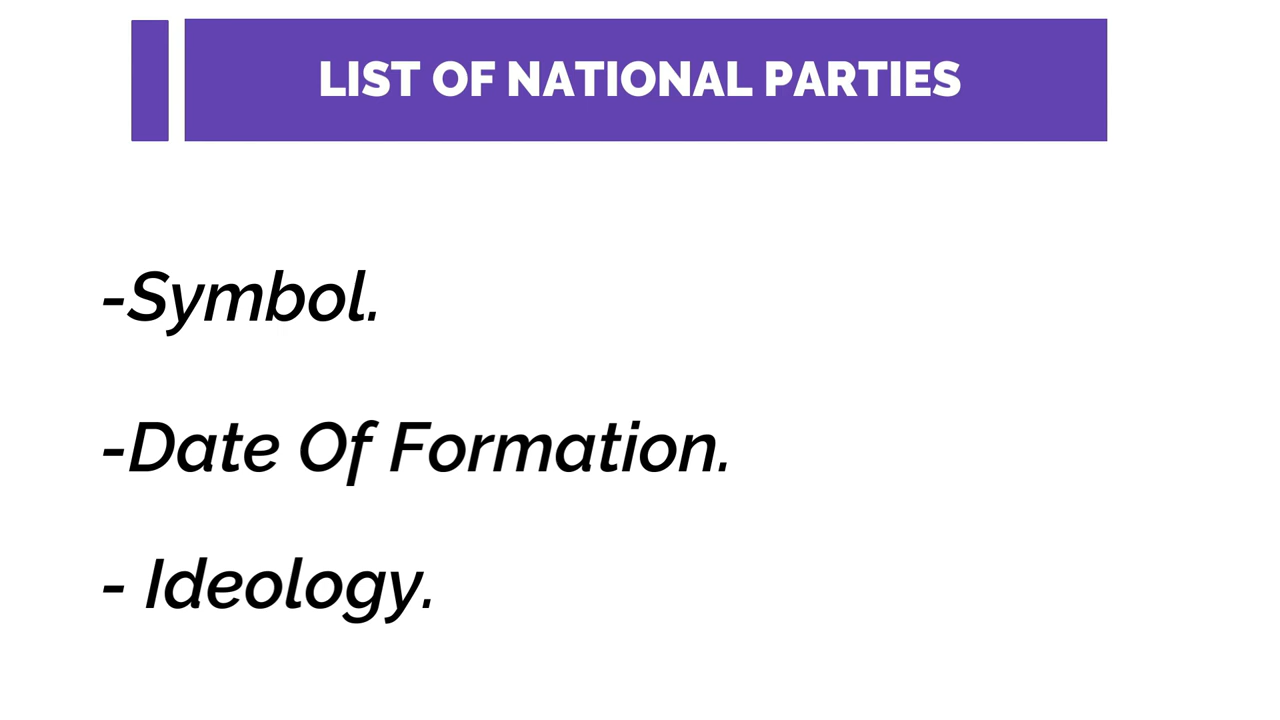 LIST OF NATIONAL PARTIES
-Symbol.
-Date Of Formation.
- Ideology.